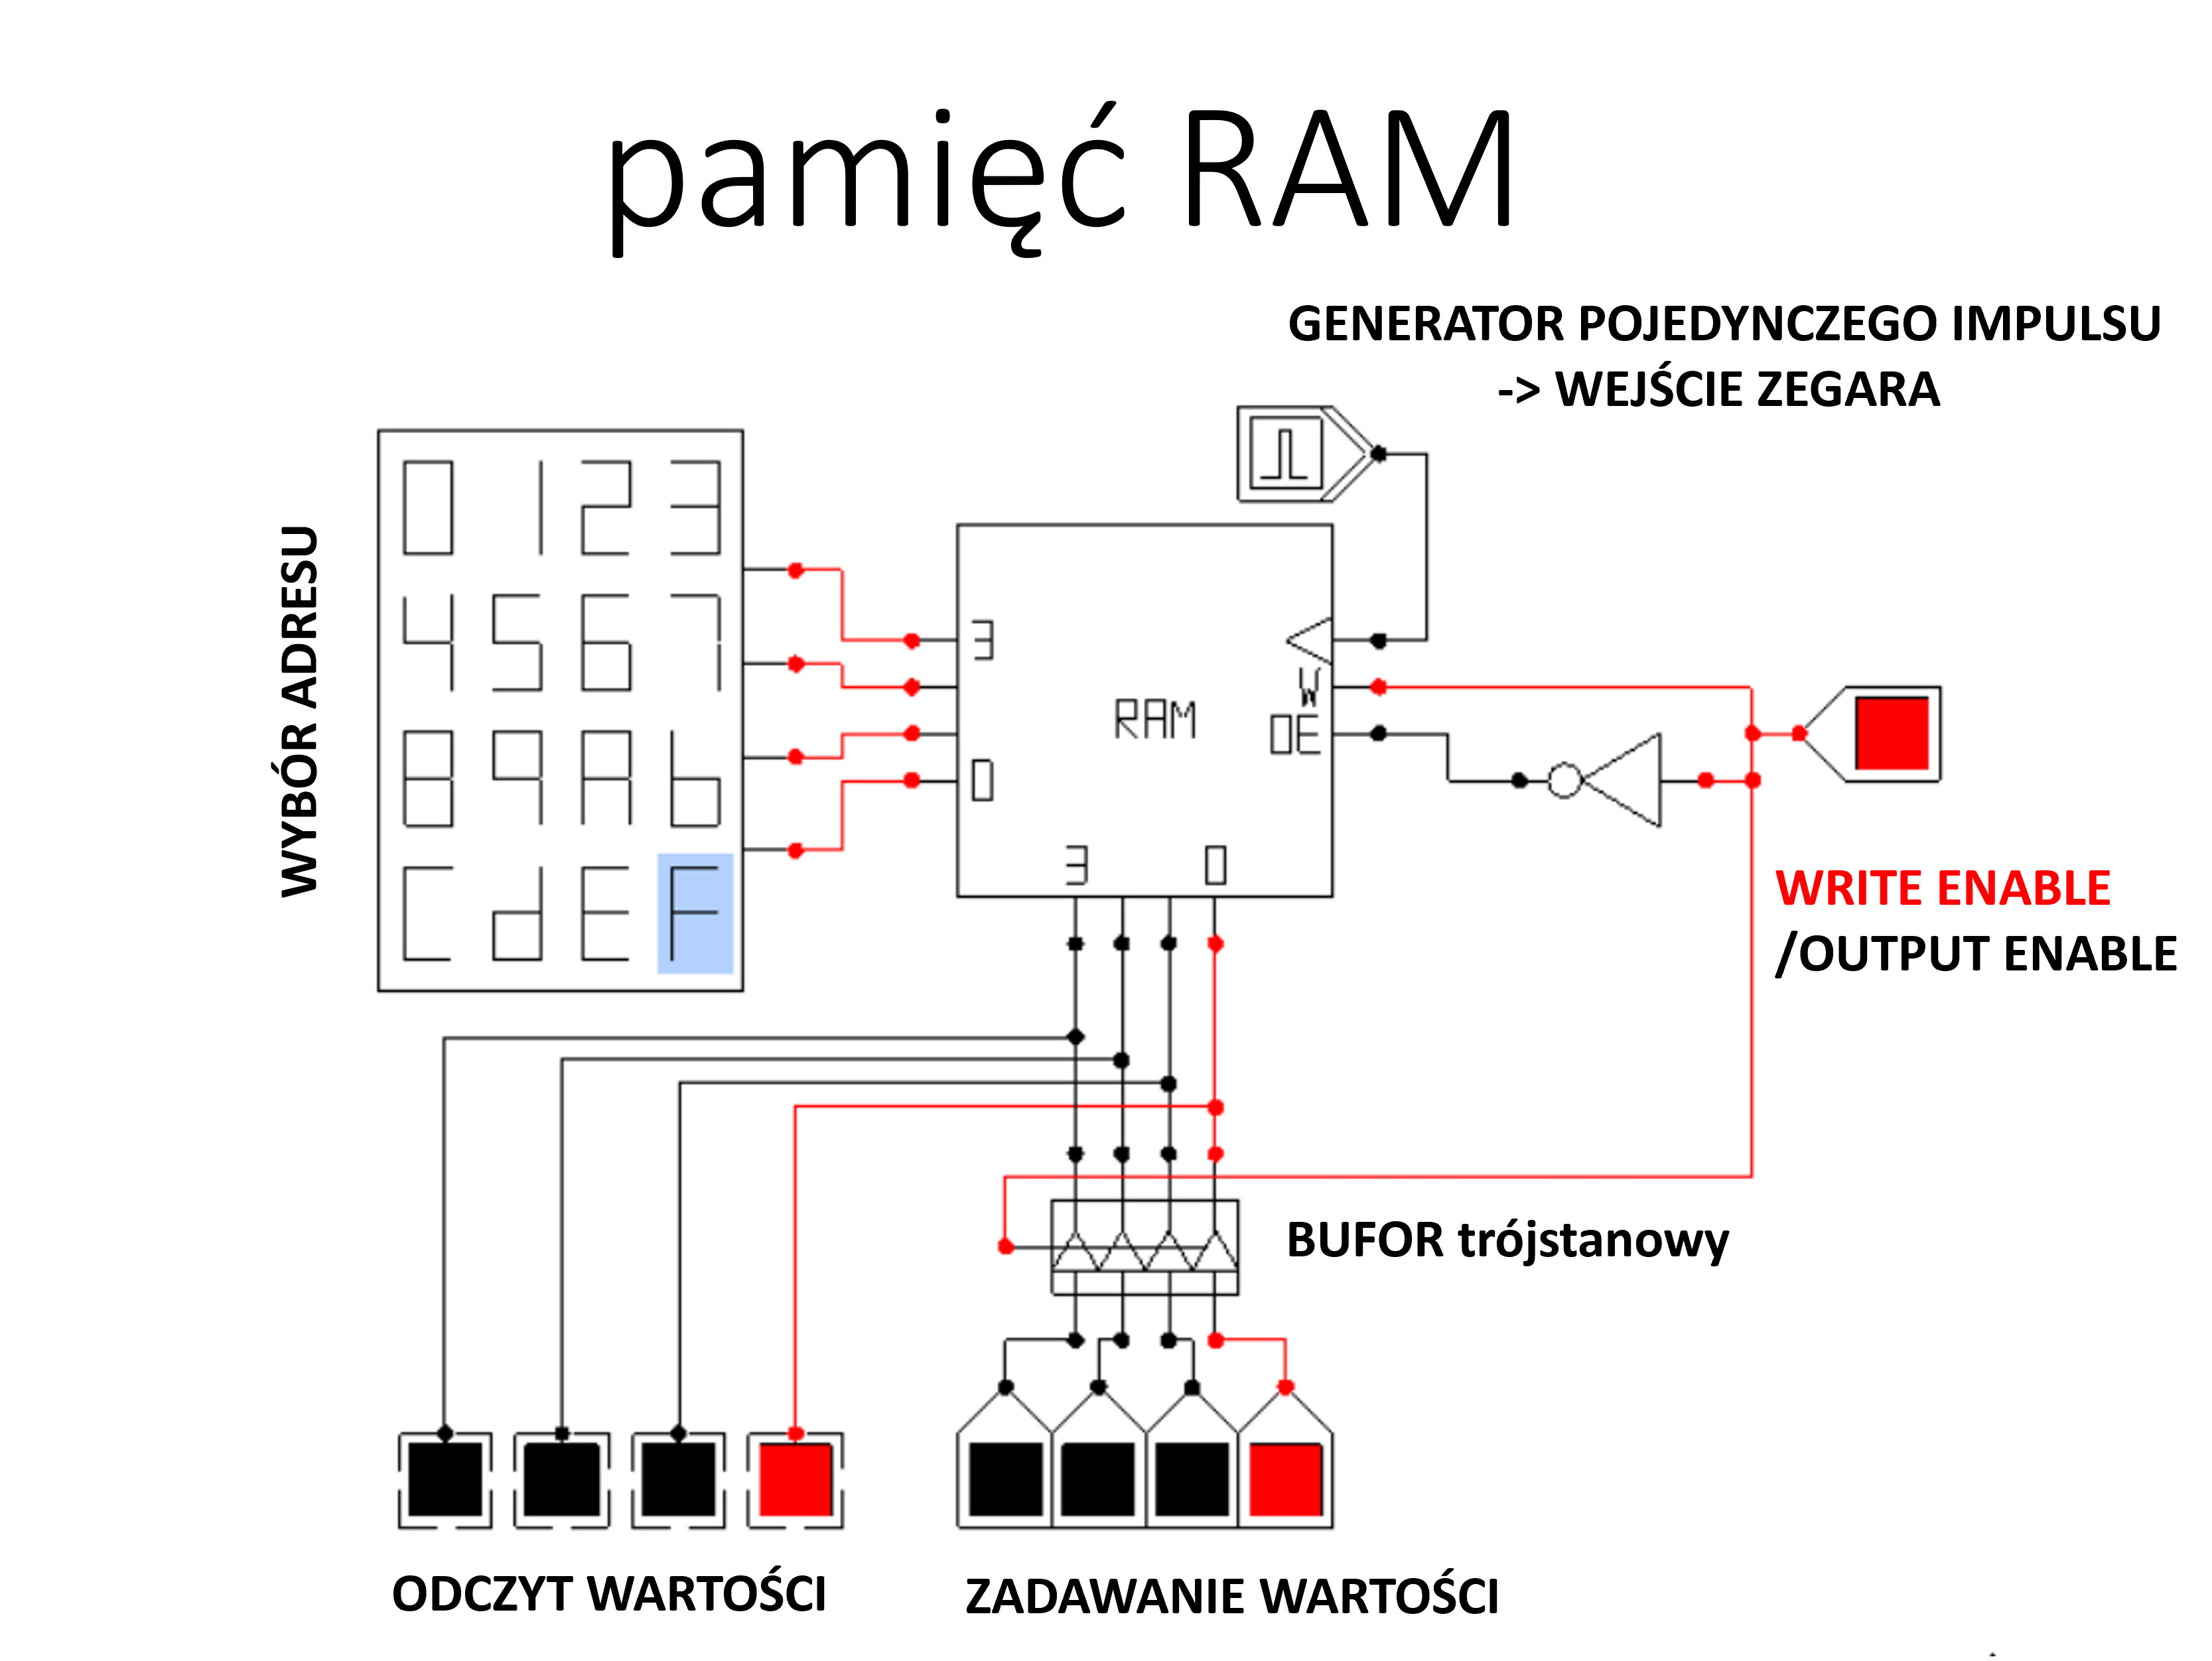 pamięć RAM
GENERATOR POJEDYNCZEGO IMPULSU
-> WEJŚCIE ZEGARA
WYBÓR ADRESU
0 1 2 3
4 5 6 7
8 9 A b
C d E F
3
0
RAM
W
OE
3 0
WRITE ENABLE
/OUTPUT ENABLE
BUFOR trójstanowy
ODCZYT WARTOŚCI
ZADAWANIE WARTOŚCI